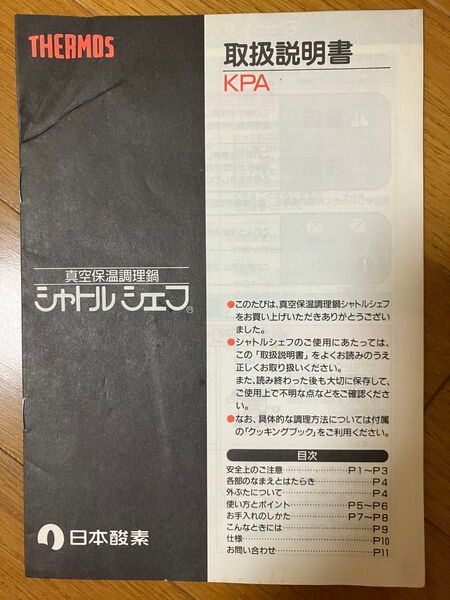 THERMOS
取扱説明書
KPA
真空保温調理鍋
シャトルシェフ®
●このたびは、真空保温調理鍋シャトルシェフ
をお買い上げいただきありがとうござい
ました。
●シャトルシェフのご使用にあたっては、
この「取扱説明書」をよくお読みのうえ
正しくお取り扱いください。
また、読み終わった後も大切に保存して、
ご使用上で不明な点などをご確認くださ
い。
●なお、具体的な調理方法については付属
の「クッキングブック」をご利用ください。
目次
安全上のご注意 P1～P3
各部のなまえとはたらき P4
外ぶたについて P4
使い方とポイント P5～P6
お手入れのしかた P7～P8
こんなときには P9
仕様 P10
お問い合わせ P11
日本酸素